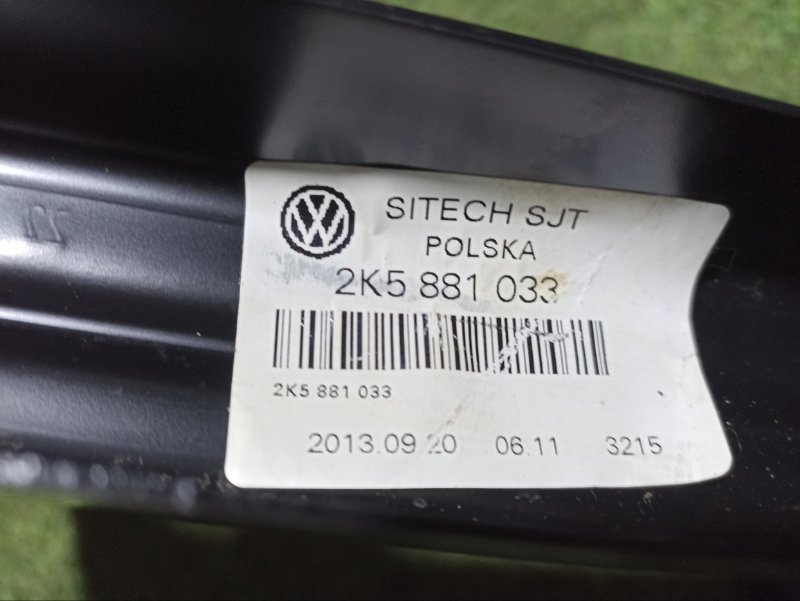 SITECH SJT
POLSKA
2K5 881 033
2K5 881 033
2013.09 20 06.11 3215